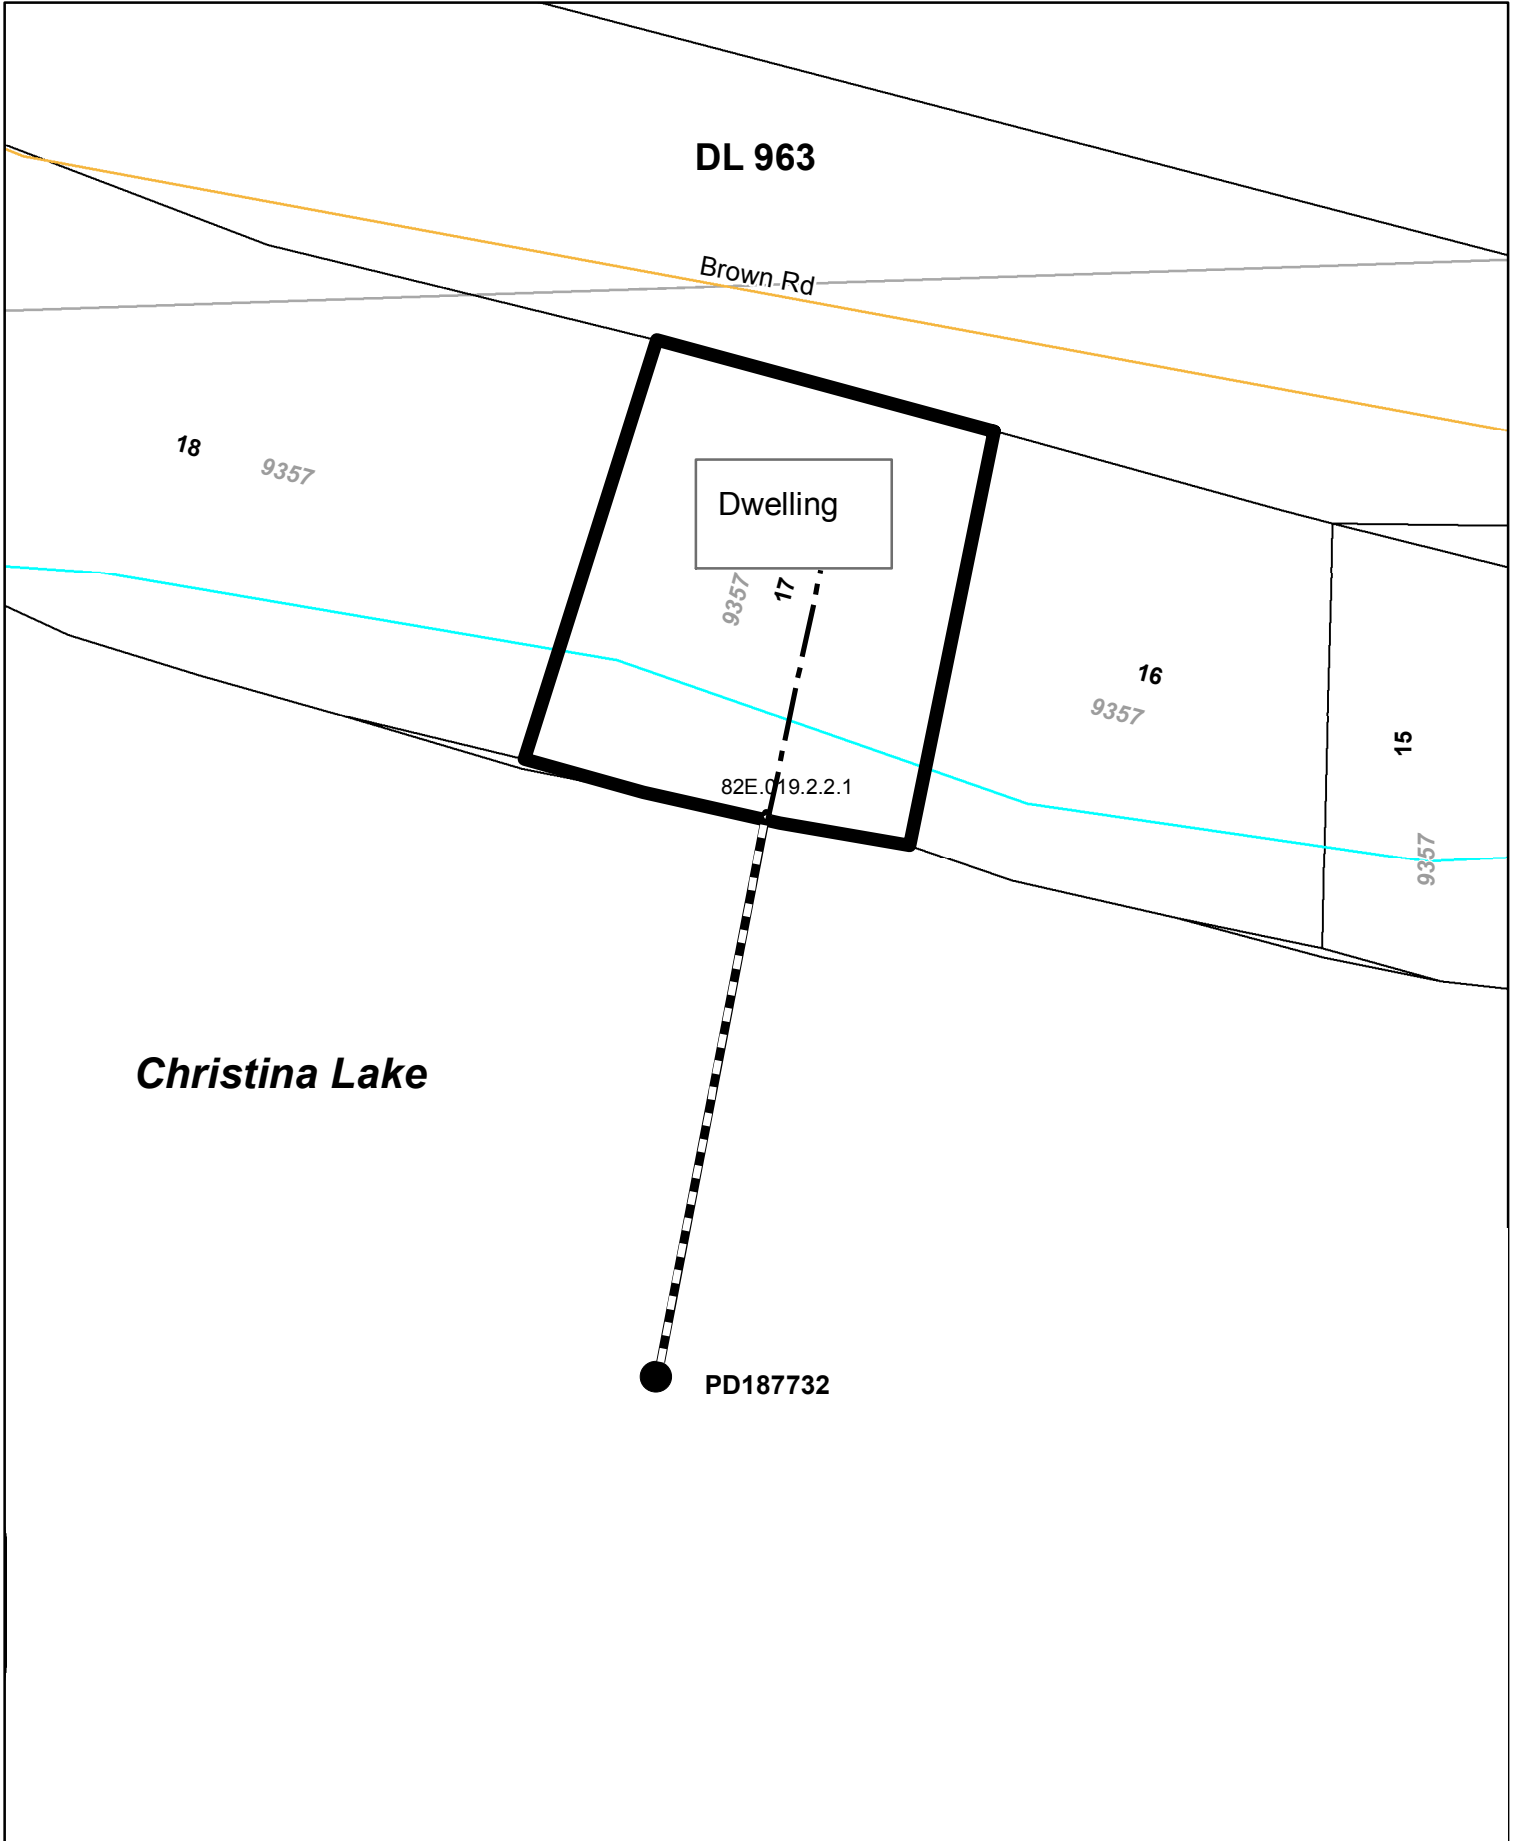 DL 963
Brown Rd
18
9357
Dwelling
9357
17
16
9357
15
9357
82E.019.2.2.1
Christina Lake
PD187732